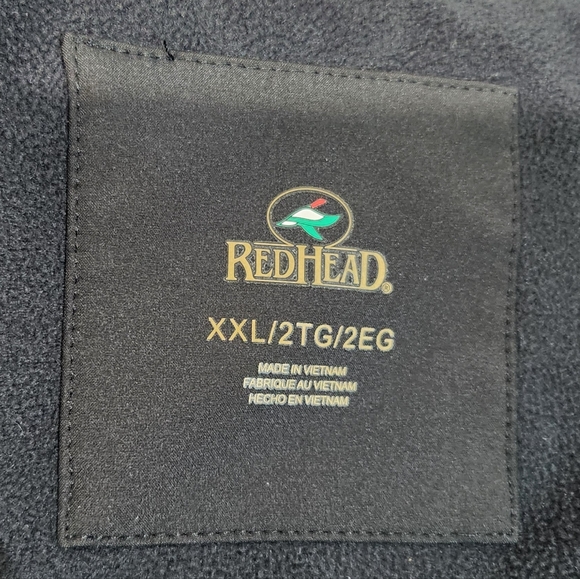 REDHEAD®
XXL/2TG/2EG
MADE IN VIETNAM
FABRIQUE AU VIETNAM
HECHO EN VIETNAM